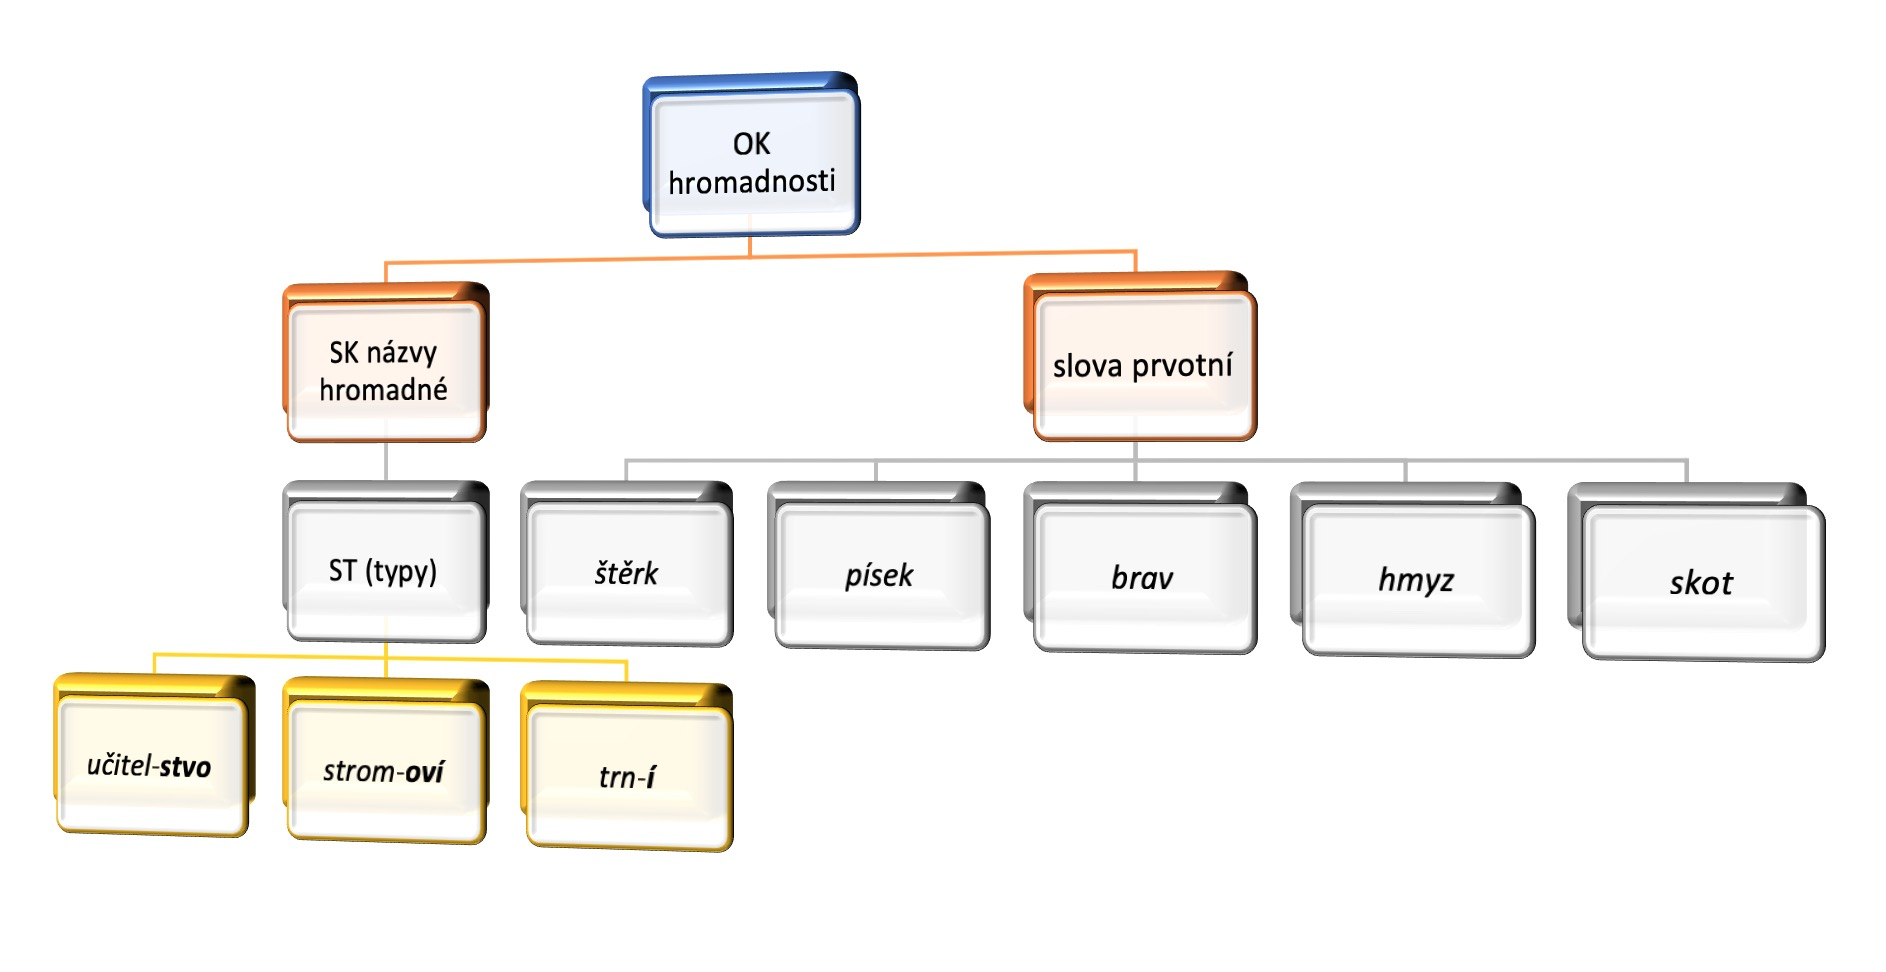 OK
hromadnosti
SK názvy
hromadné
slova prvotní
ST (typy)
štěrk
písek
brav
hmyz
skot
učitel-stvo
strom-oví
trn-í